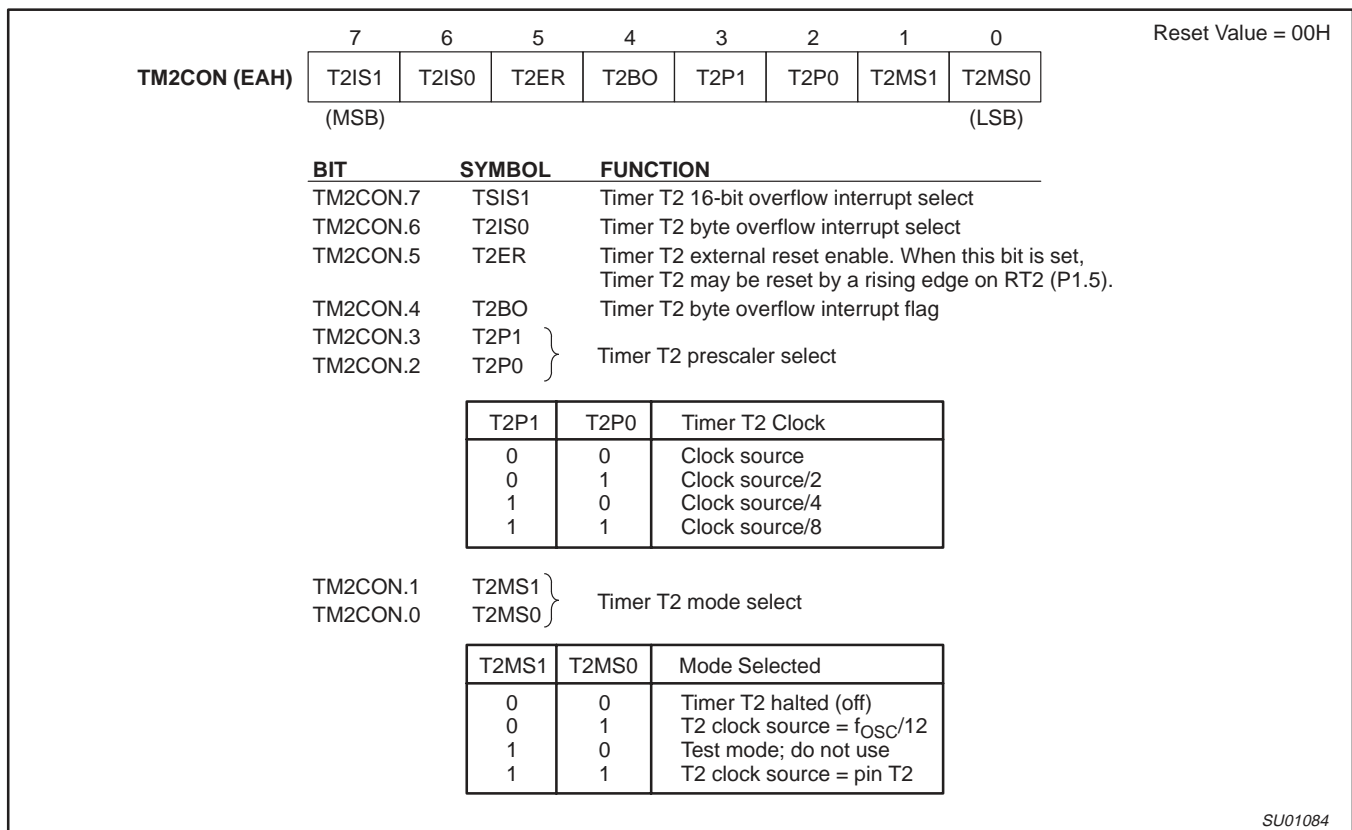 7 6 5 4 3 2 1 0 Reset Value = 00H
TM2CON (EAH) T2IS1 T2IS0 T2ER T2BO T2P1 T2P0 T2MS1 T2MS0
(MSB) (LSB)
BIT SYMBOL FUNCTION
TM2CON.7 TSIS1 Timer T2 16-bit overflow interrupt select
TM2CON.6 T2IS0 Timer T2 byte overflow interrupt select
TM2CON.5 T2ER Timer T2 external reset enable. When this bit is set,
Timer T2 may be reset by a rising edge on RT2 (P1.5).
TM2CON.4 T2BO Timer T2 byte overflow interrupt flag
TM2CON.3 T2P1
Timer T2 prescaler select
TM2CON.2 T2P0
T2P1 T2P0 Timer T2 Clock
0 0 Clock source
0 1 Clock source/2
1 0 Clock source/4
1 1 Clock source/8
TM2CON.1 T2MS1
Timer T2 mode select
TM2CON.0 T2MS0
T2MS1 T2MS0 Mode Selected
0 0 Timer T2 halted (off)
0 1 T2 clock source = fOSC/12
1 0 Test mode; do not use
1 1 T2 clock source = pin T2
SU01084